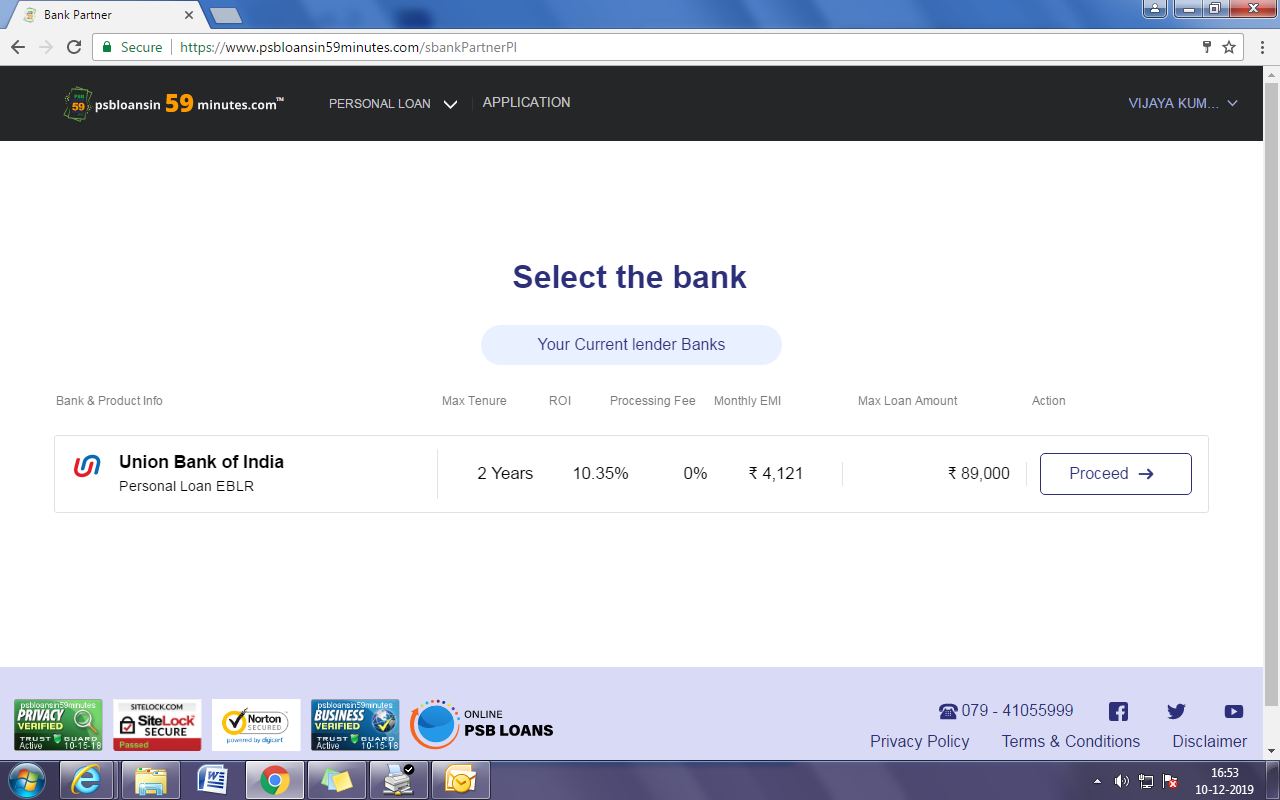 Bank Partner
Secure https://www.psbloansin59minutes.com/sbankPartnerPl
PSB 59 psbloansin 59 minutes.com™ PERSONAL LOAN APPLICATION VIJAYA KUM...
Select the bank
Your Current lender Banks
Bank & Product Info Max Tenure ROI Processing Fee Monthly EMI Max Loan Amount Action
Union Bank of India
Personal Loan EBLR
2 Years 10.35% 0% ₹ 4,121 ₹ 89,000 Proceed
psbloansin59minutes
PRIVACY
VERIFIED
TRUST GUARD
Active 10-15-18
SITELOCK.COM
SiteLock
SECURE
Passed
Norton
SECURED
powered by digicert
psbloansin59minutes
BUSINESS
VERIFIED
TRUST GUARD
Active 10-15-18
ONLINE
PSB LOANS
079 - 41055999
Privacy Policy Terms & Conditions Disclaimer
16:53
10-12-2019